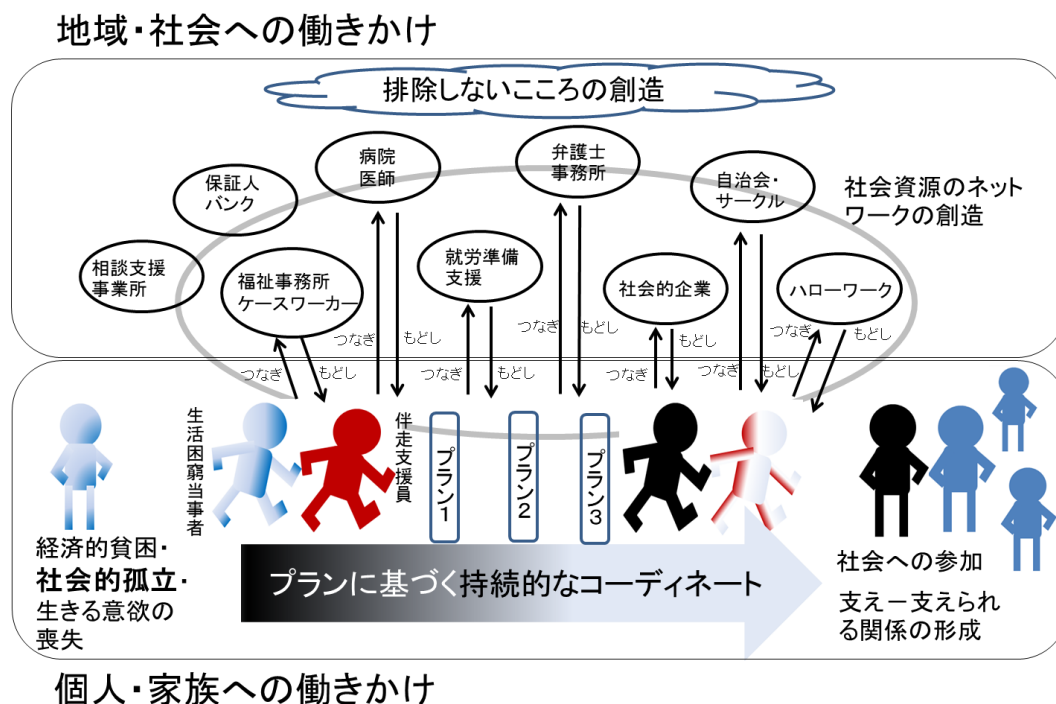 地域・社会への働きかけ
排除しないこころの創造
病院
医師
弁護士
事務所
保証人
バンク
自治会・
サークル
社会資源のネット
ワークの創造
相談支援
事業所
福祉事務所
ケースワーカー
就労準備
支援
社会的企業
ハローワーク
つなぎ
もどし
つなぎ
もどし
つなぎ
もどし
つなぎ
もどし
つなぎ
もどし
つなぎ
もどし
つなぎ
もどし
生活困窮当事者
伴走支援員
プラン1
プラン2
プラン3
経済的貧困・
社会的孤立・
生きる意欲の
喪失
プランに基づく持続的なコーディネート
社会への参加
支え－支えられ
る関係の形成
個人・家族への働きかけ